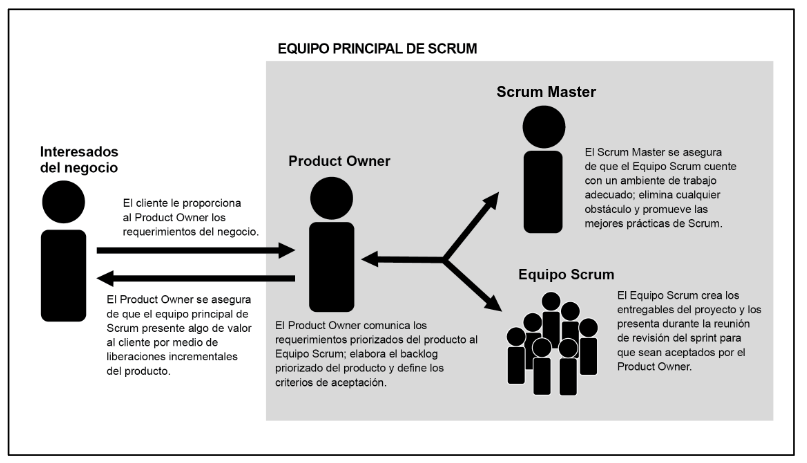 EQUIPO PRINCIPAL DE SCRUM
Interesados
del negocio
El cliente le proporciona
al Product Owner los
requerimientos del negocio.
El Product Owner se asegura
de que el equipo principal de
Scrum presente algo de valor
al cliente por medio de
liberaciones incrementales
del producto.
Product Owner
El Product Owner comunica los
requerimientos priorizados del producto al
Equipo Scrum; elabora el backlog
priorizado del producto y define los
criterios de aceptación.
Scrum Master
El Scrum Master se asegura
de que el Equipo Scrum cuente
con un ambiente de trabajo
adecuado; elimina cualquier
obstáculo y promueve las
mejores prácticas de Scrum.
Equipo Scrum
El Equipo Scrum crea los
entregables del proyecto y los
presenta durante la reunión
de revisión del sprint para
que sean aceptados por el
Product Owner.